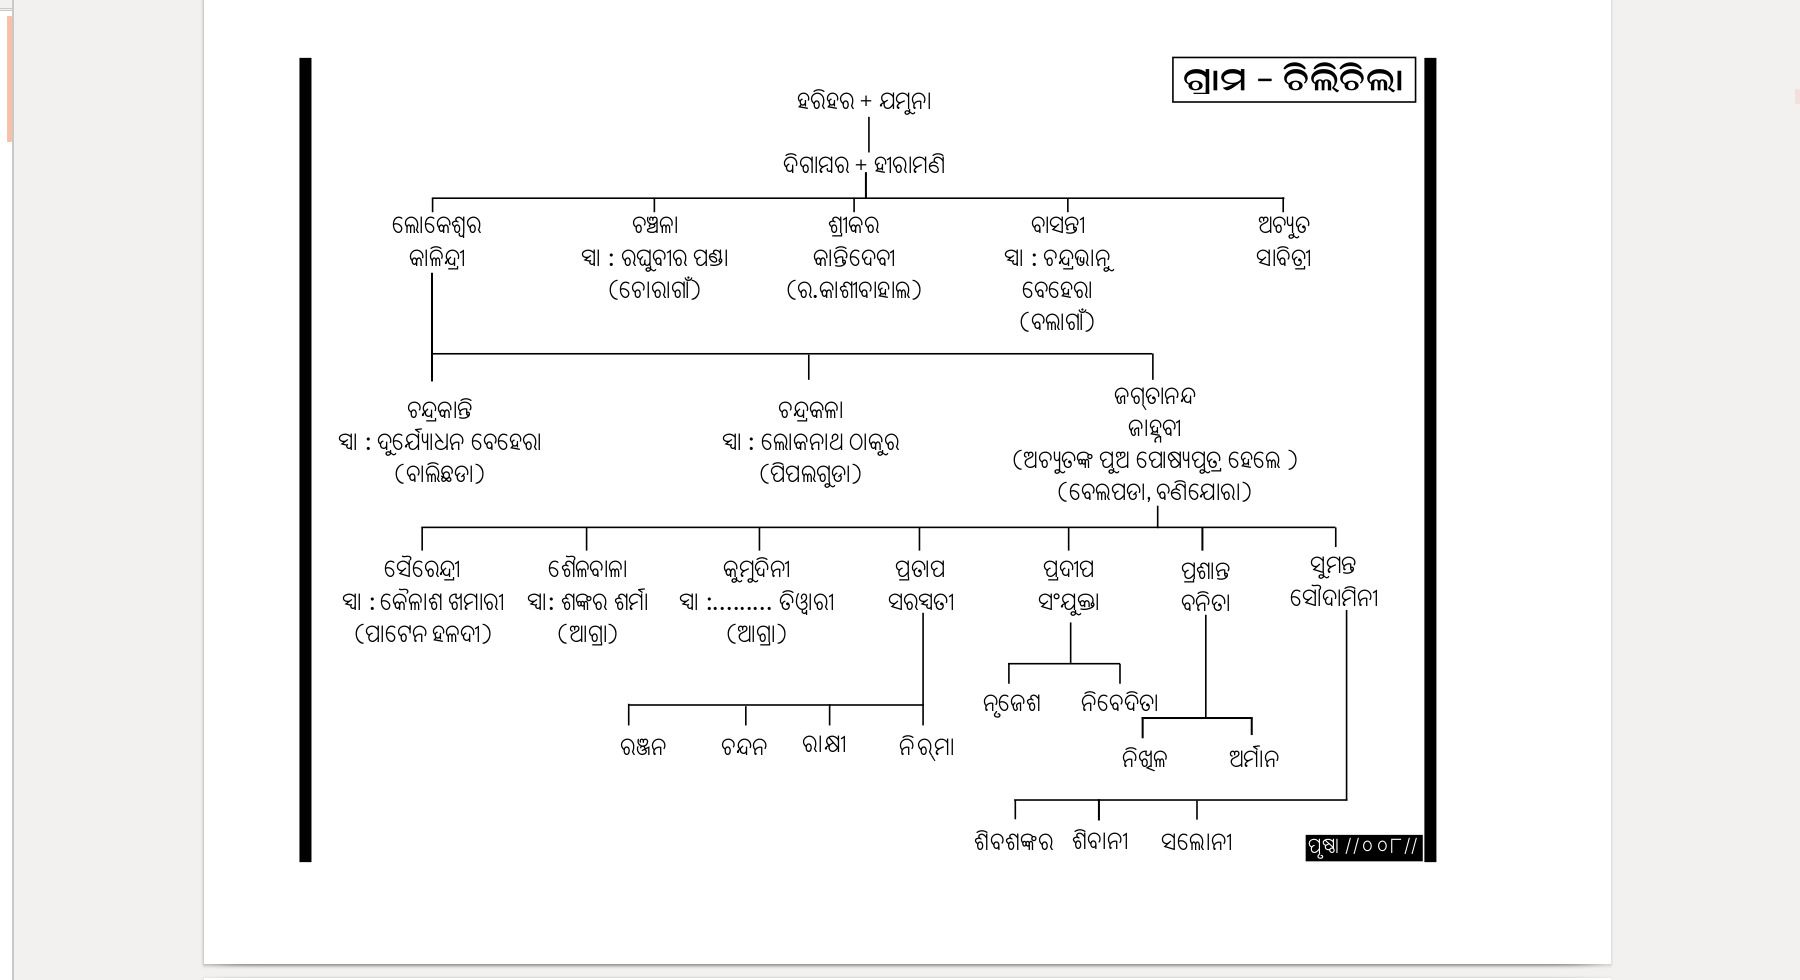 ଗ୍ରାମ - ଚିଲିଚିଲା
ହରିହର + ଯମୁନା
ଦିଗାମ୍ବର + ହୀରାମଣି
ଲୋକେଶ୍ୱର ଚଞ୍ଚଳା ଶ୍ରୀକର ବାସନ୍ତୀ ଅଚ୍ୟୁତ
କାଳିନ୍ଦ୍ରୀ ସ୍ୱା : ରଘୁବୀର ପଣ୍ଡା କାନ୍ତିଦେବୀ ସ୍ୱା : ଚନ୍ଦ୍ରଭାନୁ ସାବିତ୍ରୀ
(ଚୋରାଗାଁ) (ର.କାଶୀବାହାଲ) ବେହେରା
(ବଲାଗାଁ)
ଚନ୍ଦ୍ରକାନ୍ତି ଚନ୍ଦ୍ରକଳା ଜଗ୍‌ତାନନ୍ଦ
ସ୍ୱା : ଦୁର୍ଯ୍ୟୋଧନ ବେହେରା ସ୍ୱା : ଲୋକନାଥ ଠାକୁର ଜାହ୍ନବୀ
(ବାଲିଛଡା) (ପିପଲଗୁଡା) (ଅଚ୍ୟୁତଙ୍କ ପୁଅ ପୋଷ୍ୟପୁତ୍ର ହେଲେ )
(ବେଲପଡା, ବଣିଯୋରା)
ସୈରେନ୍ଦ୍ରୀ ଶୈଳବାଳା କୁମୁଦିନୀ ପ୍ରତାପ ପ୍ରଦୀପ ପ୍ରଶାନ୍ତ ସୁମନ୍ତ
ସ୍ୱା : କୈଳାଶ ଖମାରୀ ସ୍ୱା: ଶଙ୍କର ଶର୍ମା ସ୍ୱା :......... ତିୱାରୀ ସରସ୍ୱତୀ ସଂଯୁକ୍ତା ବନିତା ସୌଦାମିନୀ
(ପାଟେନ ହଳଦୀ) (ଆଗ୍ରା) (ଆଗ୍ରା)
ନୃଜେଶ ନିବେଦିତା
ରଞ୍ଜନ ଚନ୍ଦନ ରାକ୍ଷୀ ନିର୍‌ମା ନିଖିଳ ଅର୍ମାନ
ଶିବଶଙ୍କର ଶିବାନୀ ସଲୋନୀ
ପୃଷ୍ଠା //୦୦୮//